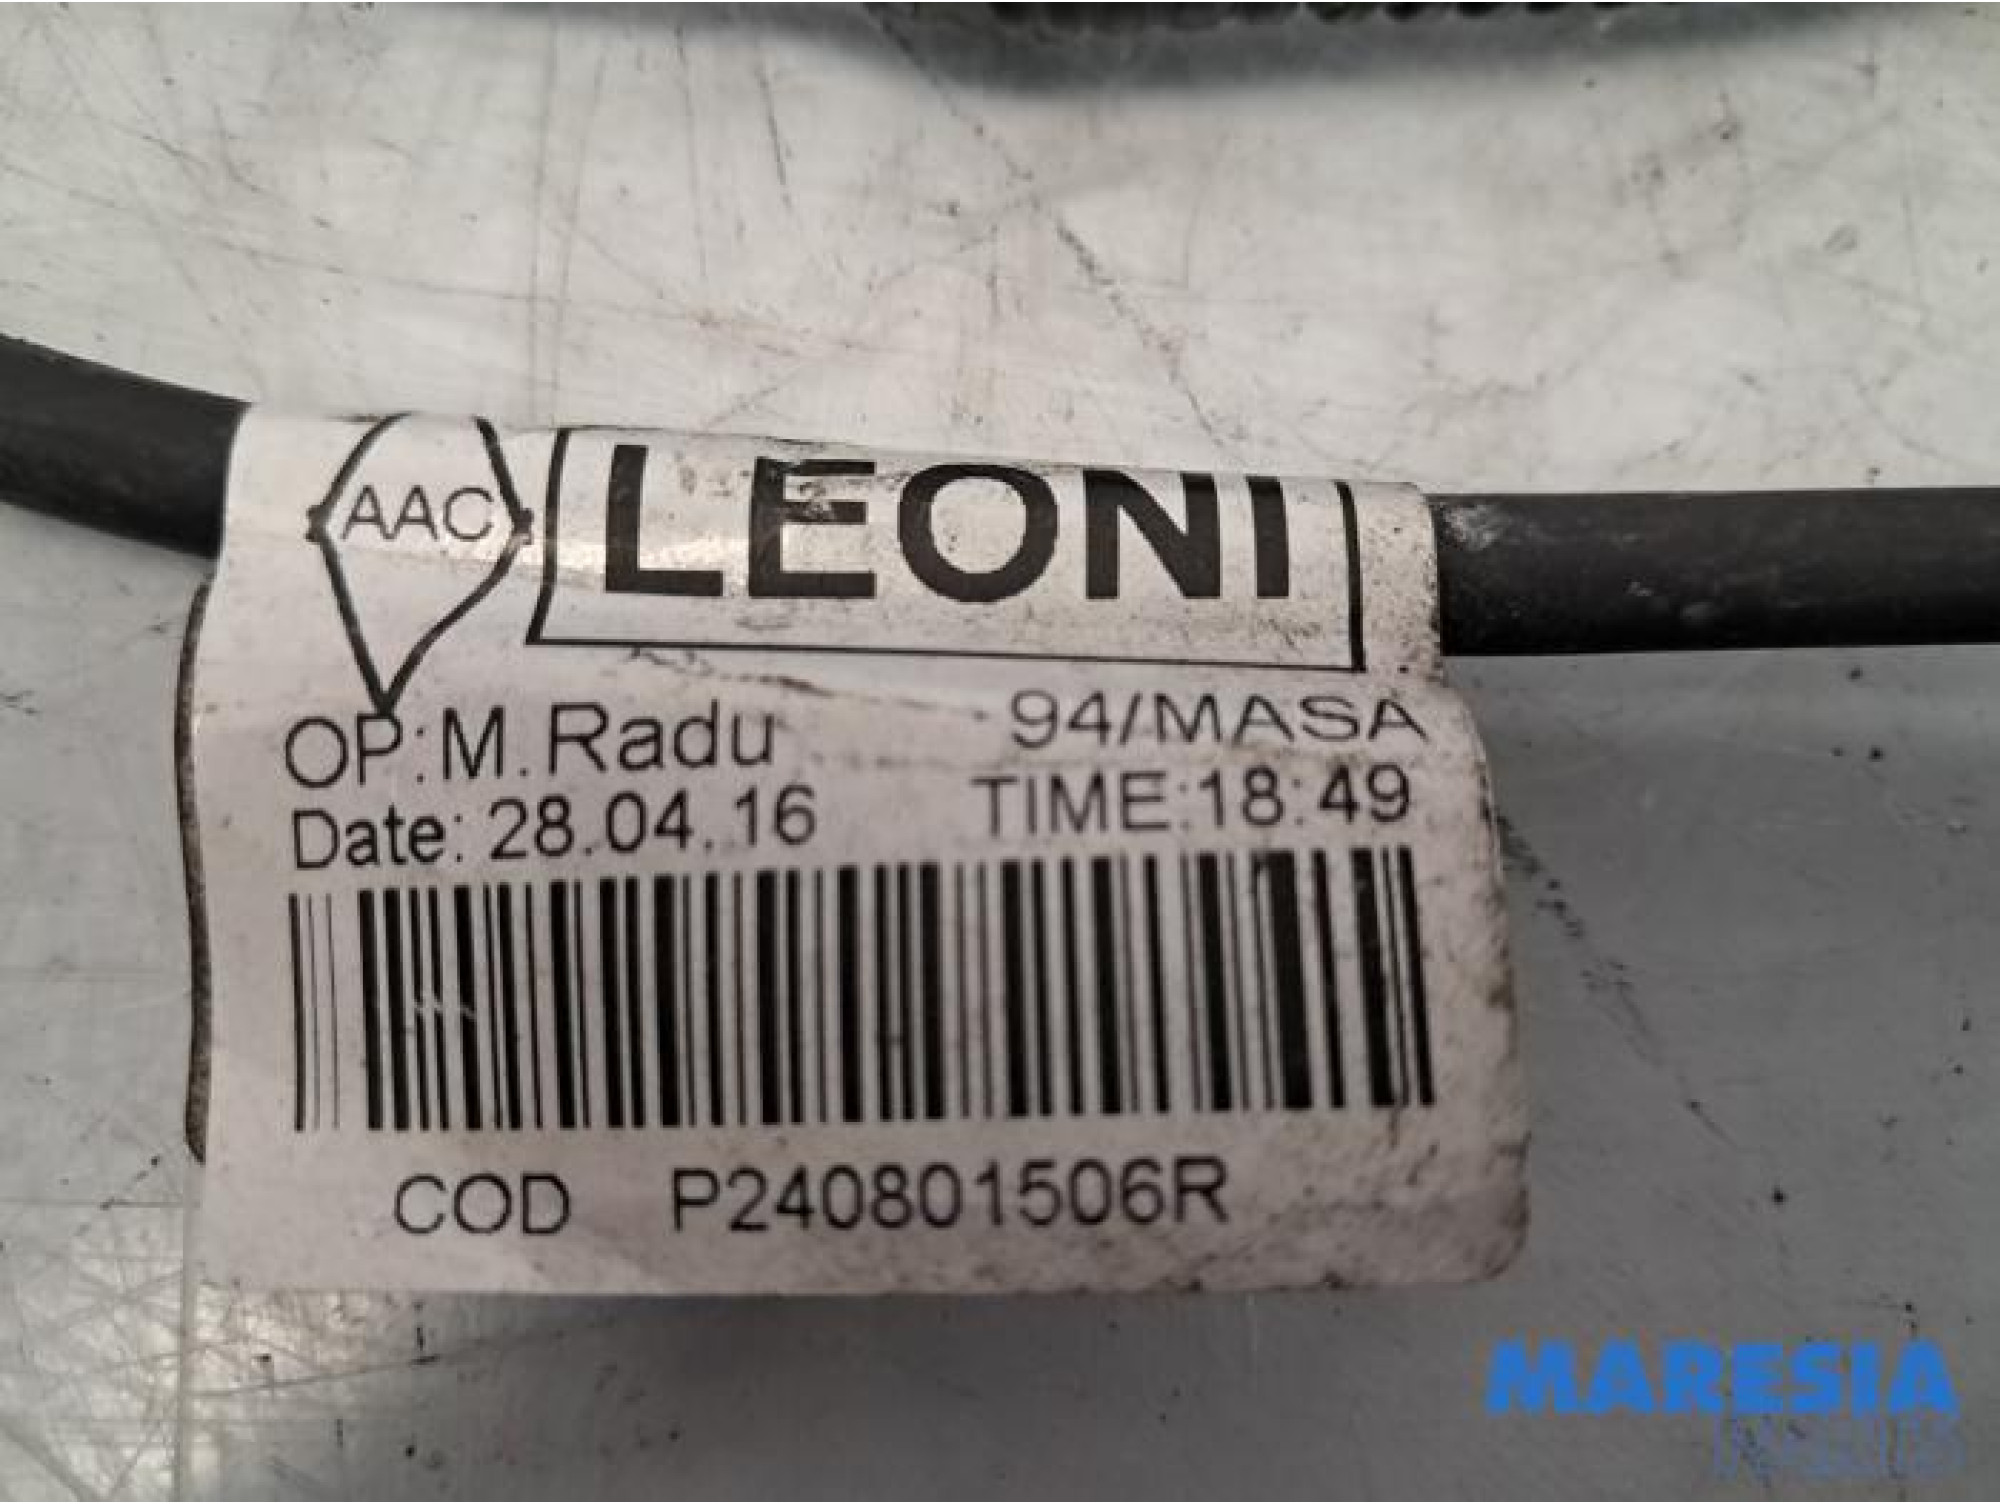 AAC LEONI
OP:M.Radu 94/MASA
Date: 28.04.16 TIME:18:49
COD P240801506R
MARESIA